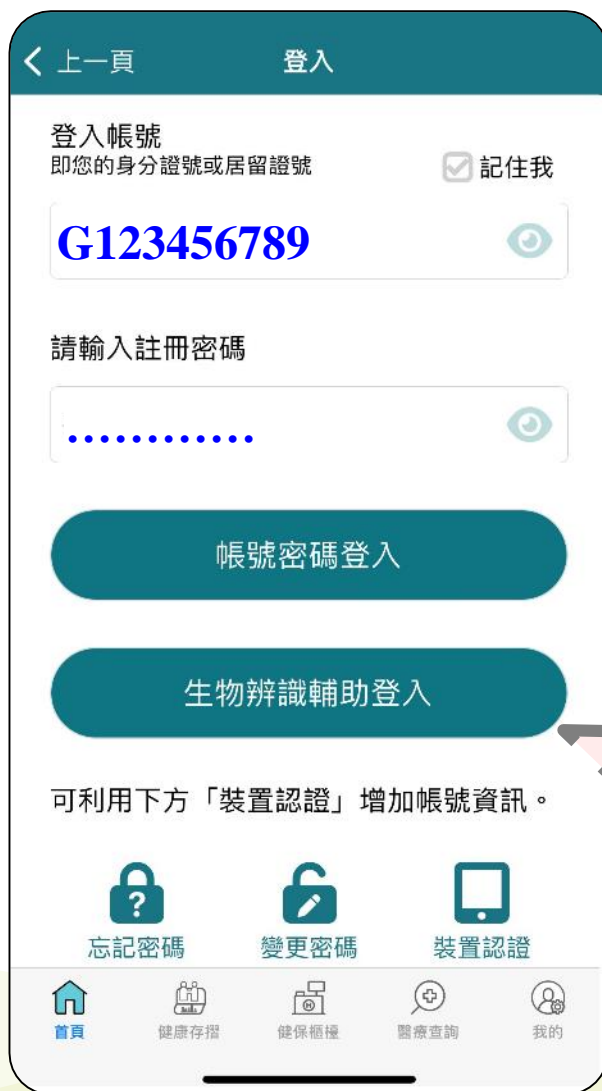 上一頁 登入
登入帳號
即您的身分證號或居留證號 記住我
G123456789
請輸入註冊密碼
............
帳號密碼登入
生物辨識輔助登入
可利用下方「裝置認證」增加帳號資訊。
?
忘記密碼 變更密碼 裝置認證
首頁 健康存摺 健保櫃檯 醫療查詢 我的